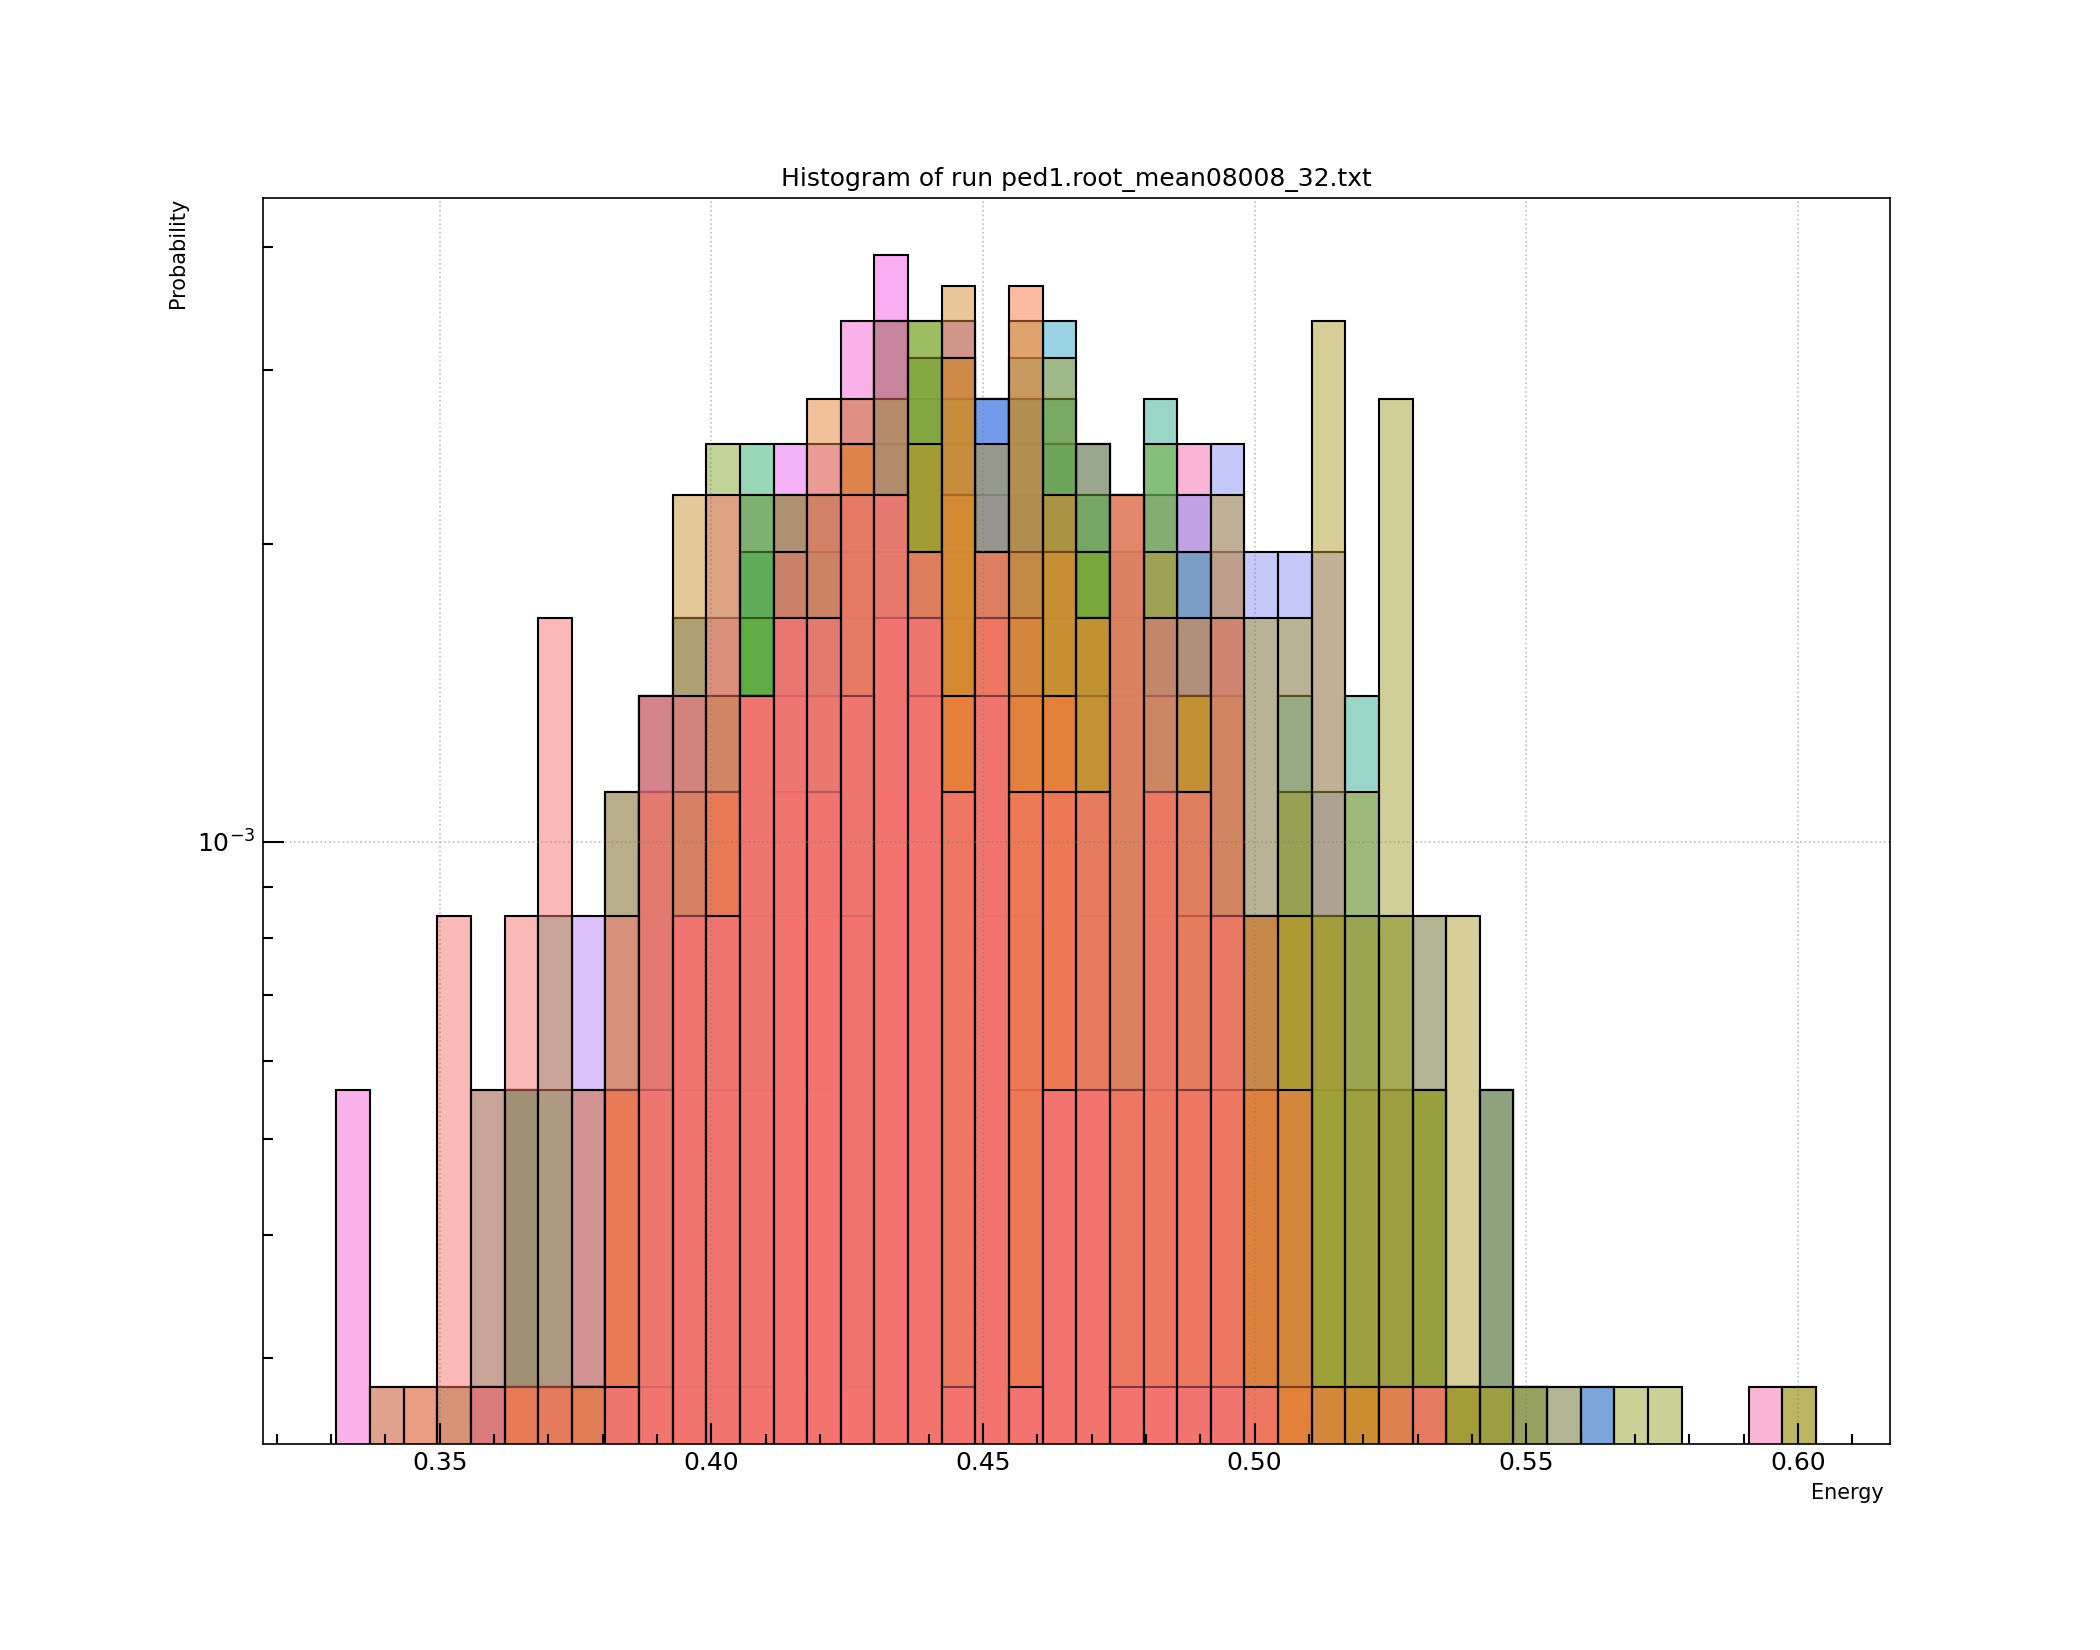 Histogram of run ped1.root_mean08008_32.txt
Probability
10⁻³
0.35 0.40 0.45 0.50 0.55 0.60
Energy